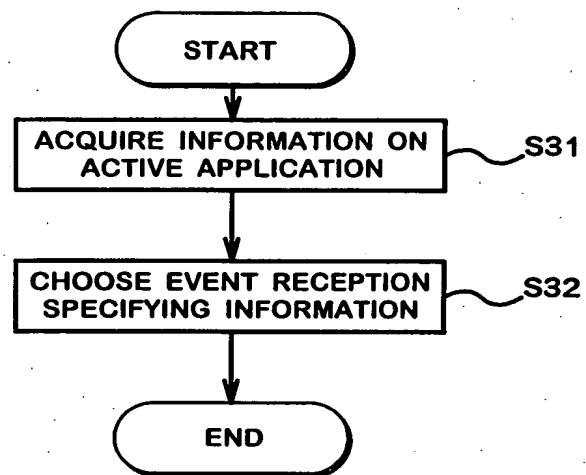 START
ACQUIRE INFORMATION ON
ACTIVE APPLICATION
S31
CHOOSE EVENT RECEPTION
SPECIFYING INFORMATION
S32
END